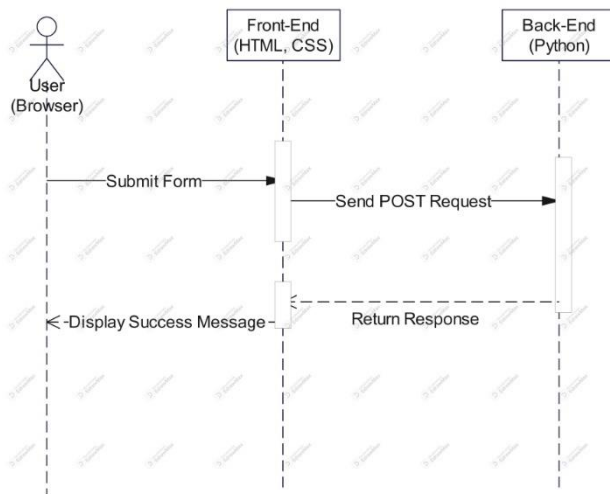 Front-End
(HTML, CSS)
Back-End
(Python)
User
(Browser)
Submit Form
Send POST Request
Return Response
Display Success Message